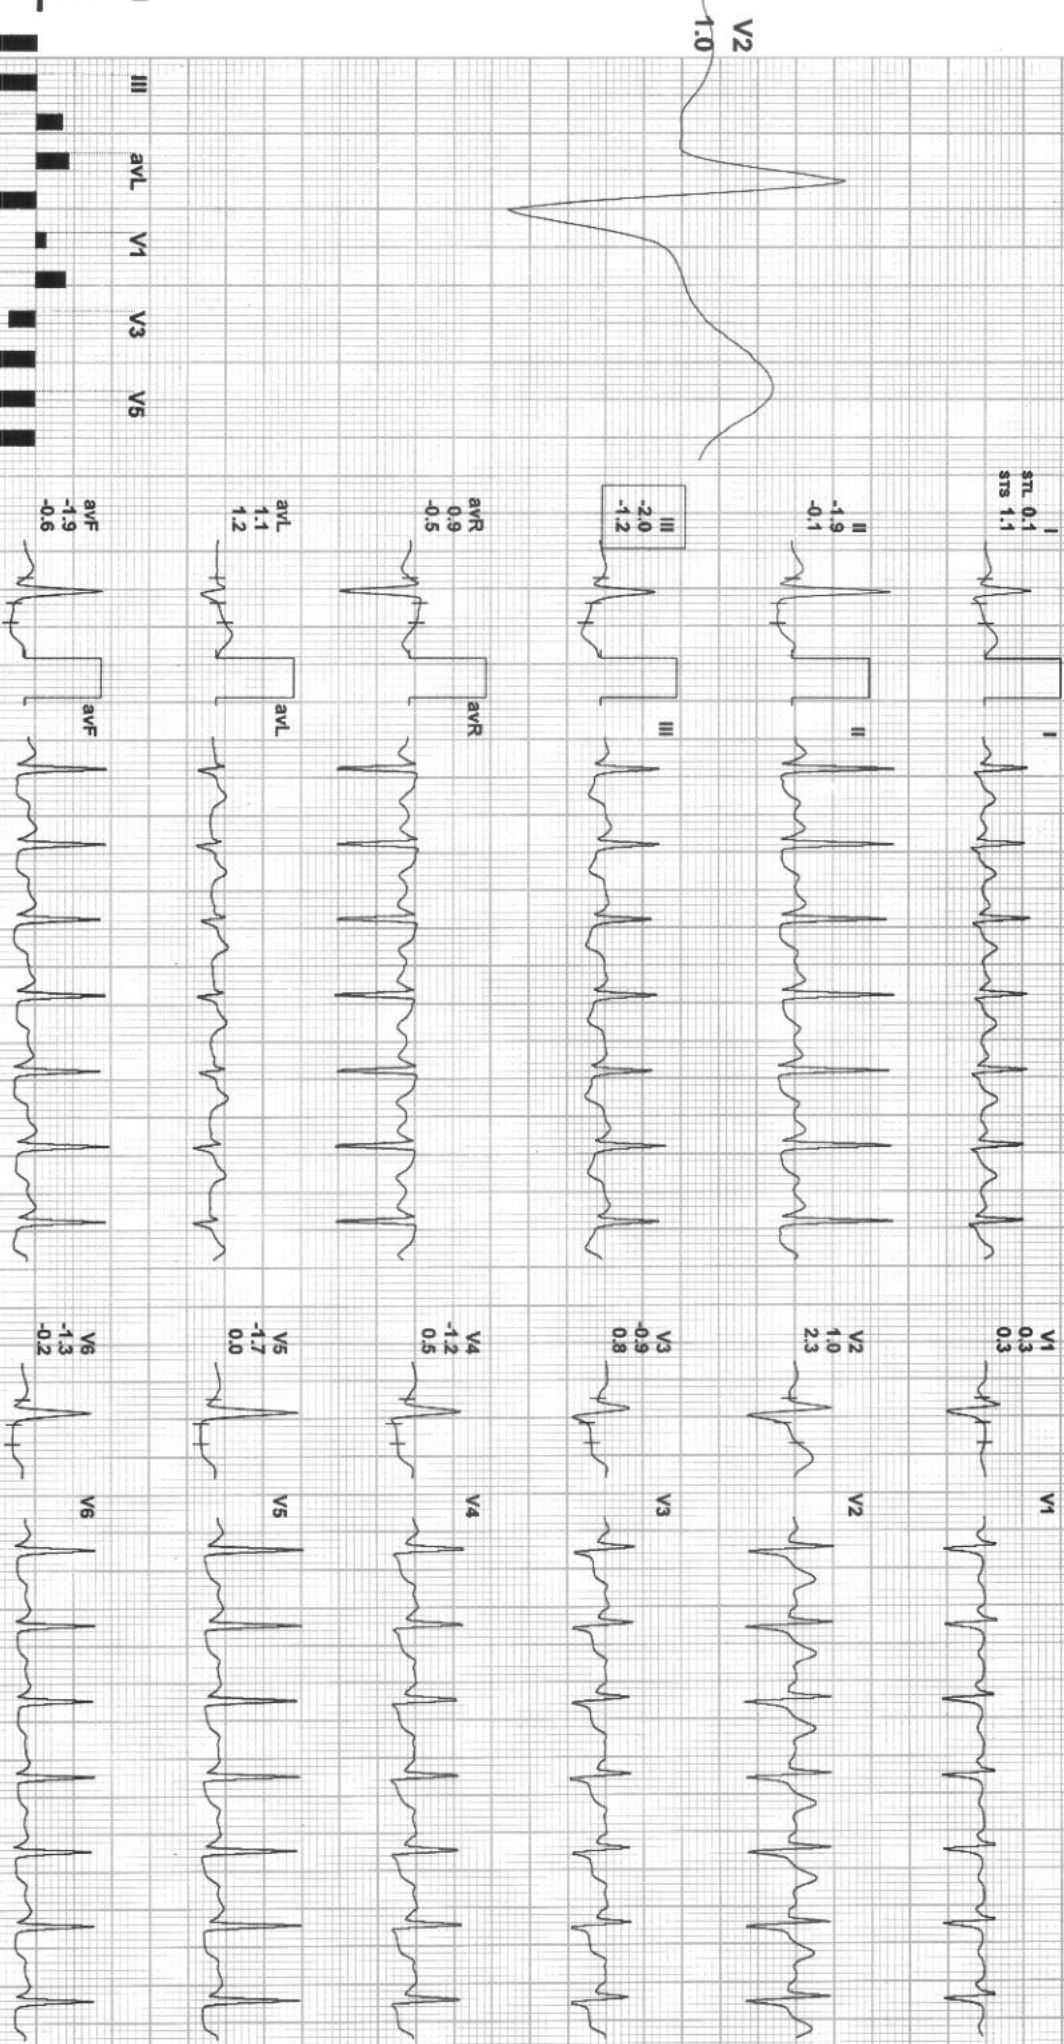 V2
1.0
III
avL
V1
V3
V5
I
STL 0.1
STS 1.1
II
-1.9
-0.1
III
-2.0
-1.2
avR
0.9
-0.5
avL
1.1
1.2
avF
-1.9
-0.6
I
II
III
avR
avL
avF
V1
0.3
0.3
V2
1.0
2.3
V3
-0.9
0.8
V4
-1.2
0.5
V5
-1.7
0.0
V6
-1.3
-0.2
V1
V2
V3
V4
V5
V6